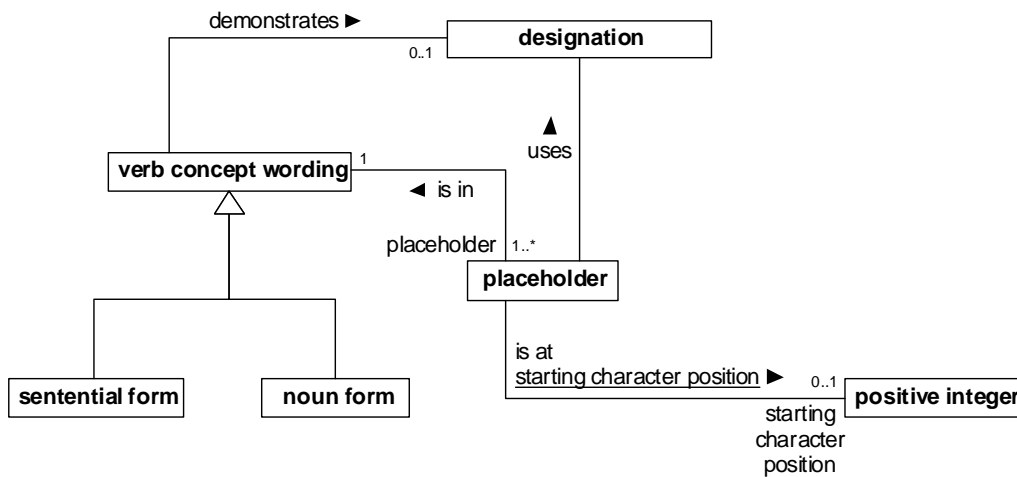 demonstrates ►
designation
0..1
uses
verb concept wording
1
◄ is in
placeholder
1..*
placeholder
is at
starting character position ►
0..1
sentential form
noun form
positive integer
starting
character
position